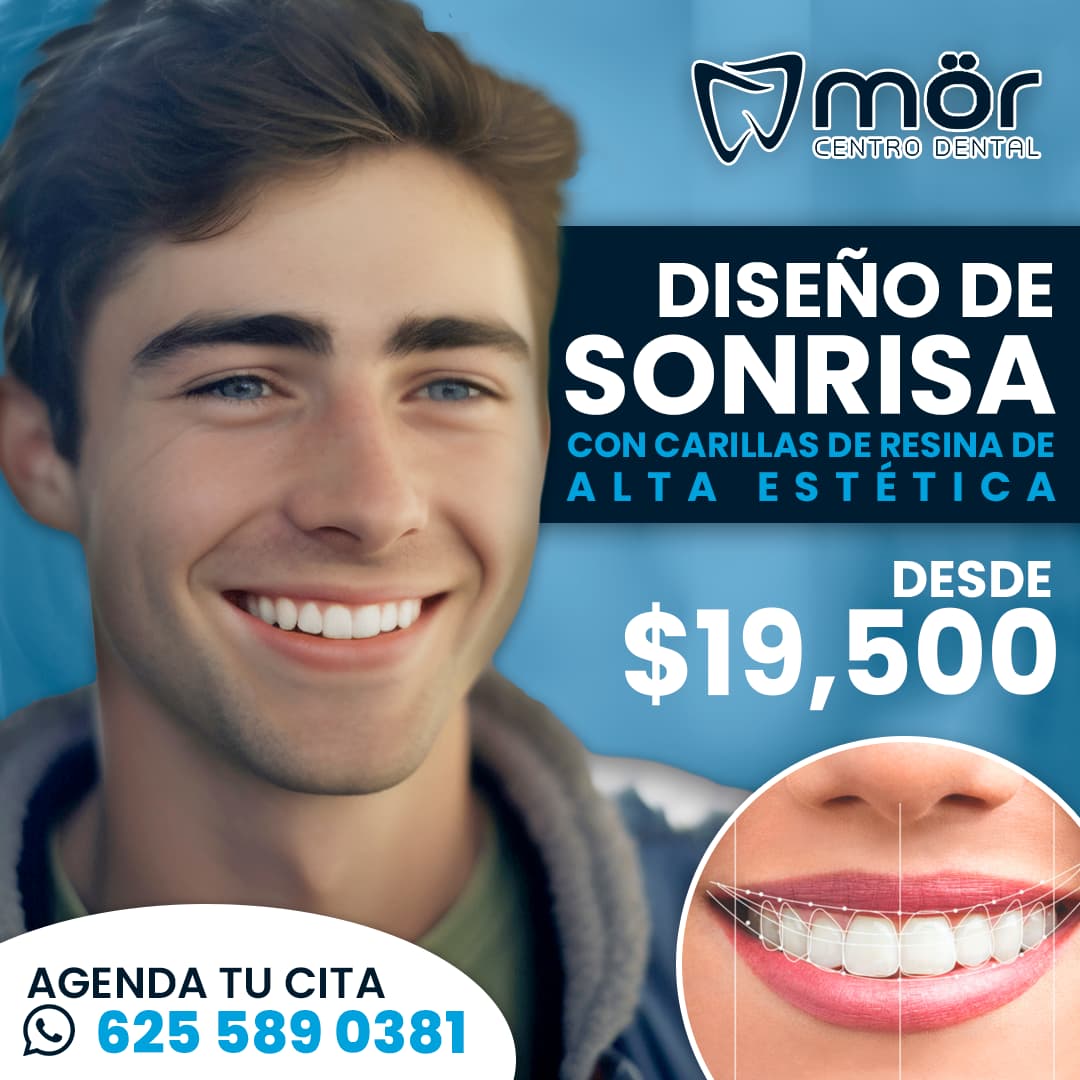 mör
CENTRO DENTAL
DISEÑO DE
SONRISA
CON CARILLAS DE RESINA DE
ALTA ESTÉTICA
DESDE
$19,500
AGENDA TU CITA
625 589 0381